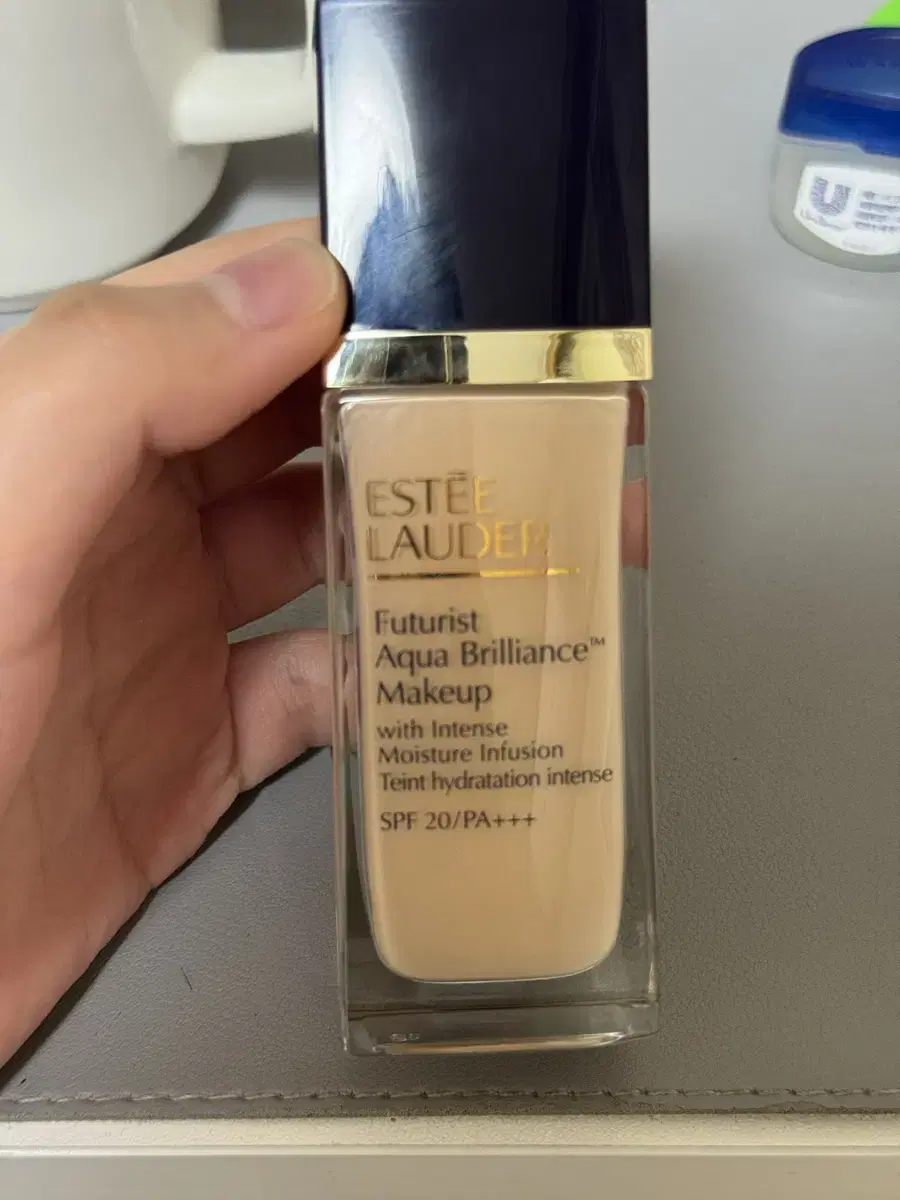 ESTĒE
LAUDER
Futurist
Aqua Brilliance™
Makeup
with Intense
Moisture Infusion
Teint hydratation intense
SPF 20/PA+++